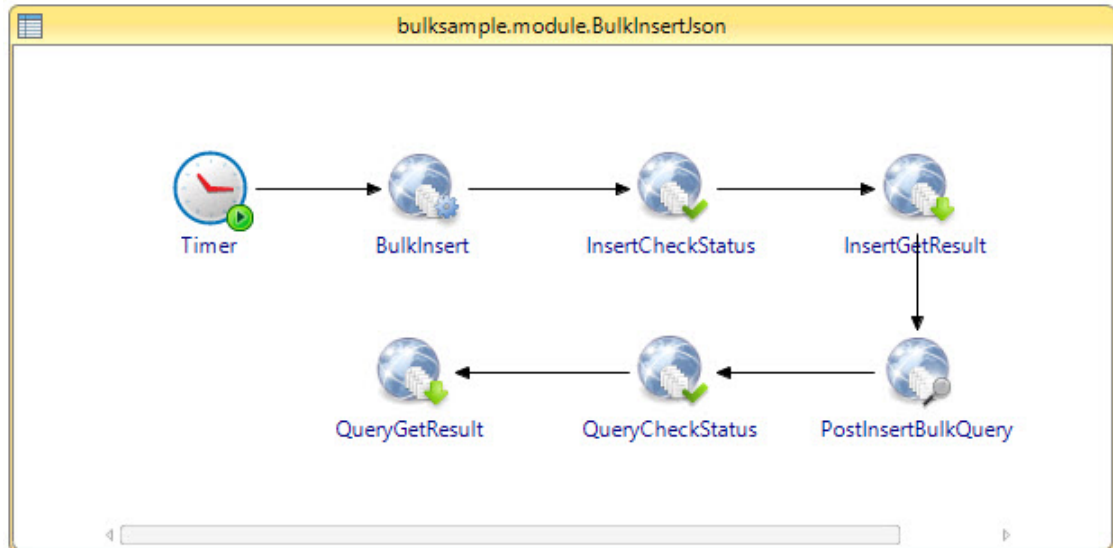 bulksample.module.BulkInsertJson
Timer
BulkInsert
InsertCheckStatus
InsertGetResult
QueryGetResult
QueryCheckStatus
PostInsertBulkQuery